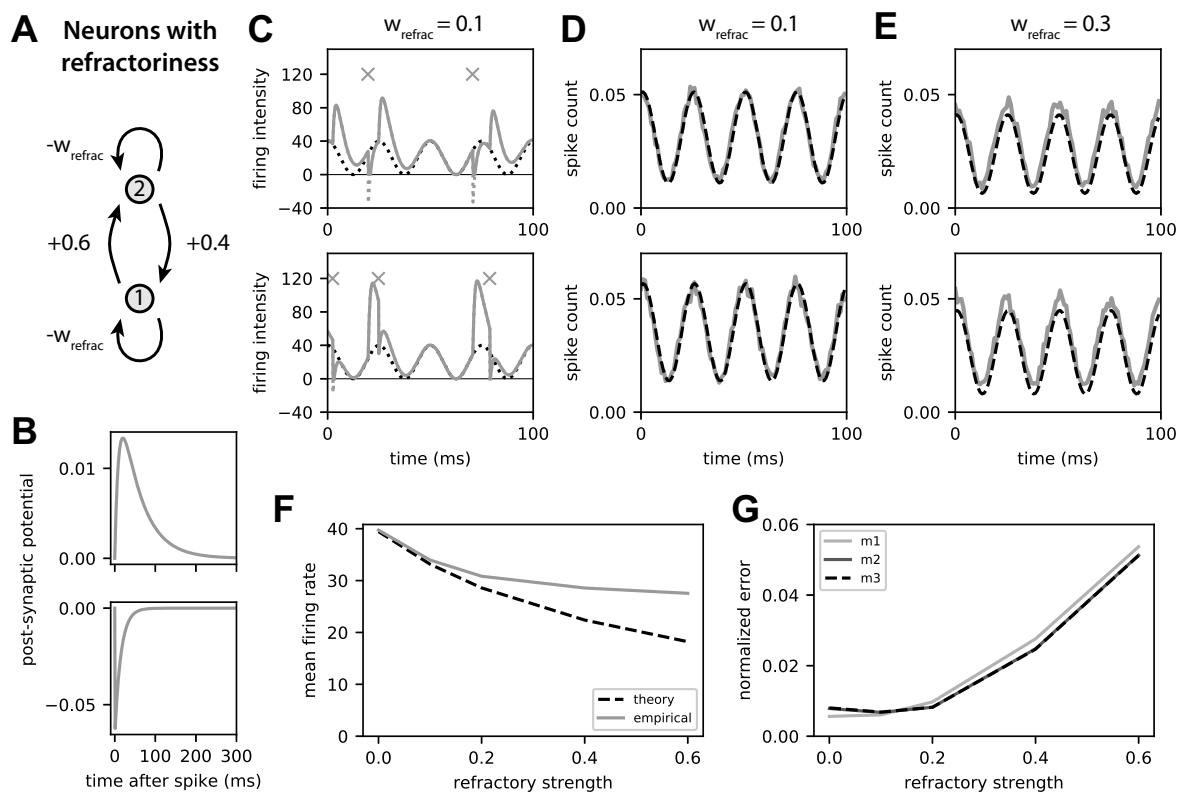 A
Neurons with
refractoriness
-w_refrac
2
+0.6
+0.4
1
-w_refrac
B
post-synaptic potential
0.01
0.00
0.00
−0.05
0
100
200
300
time after spike (ms)
C
w_refrac = 0.1
firing intensity
120
80
40
0
−40
0
100
firing intensity
120
80
40
0
−40
0
100
time (ms)
D
w_refrac = 0.1
spike count
0.05
0.00
0
100
spike count
0.05
0.00
0
100
time (ms)
E
w_refrac = 0.3
spike count
0.05
0.00
0
100
spike count
0.05
0.00
0
100
time (ms)
F
mean firing rate
40
30
20
10
0
theory
empirical
0.0
0.2
0.4
0.6
refractory strength
G
normalized error
0.06
0.04
0.02
0.00
m1
m2
m3
0.0
0.2
0.4
0.6
refractory strength